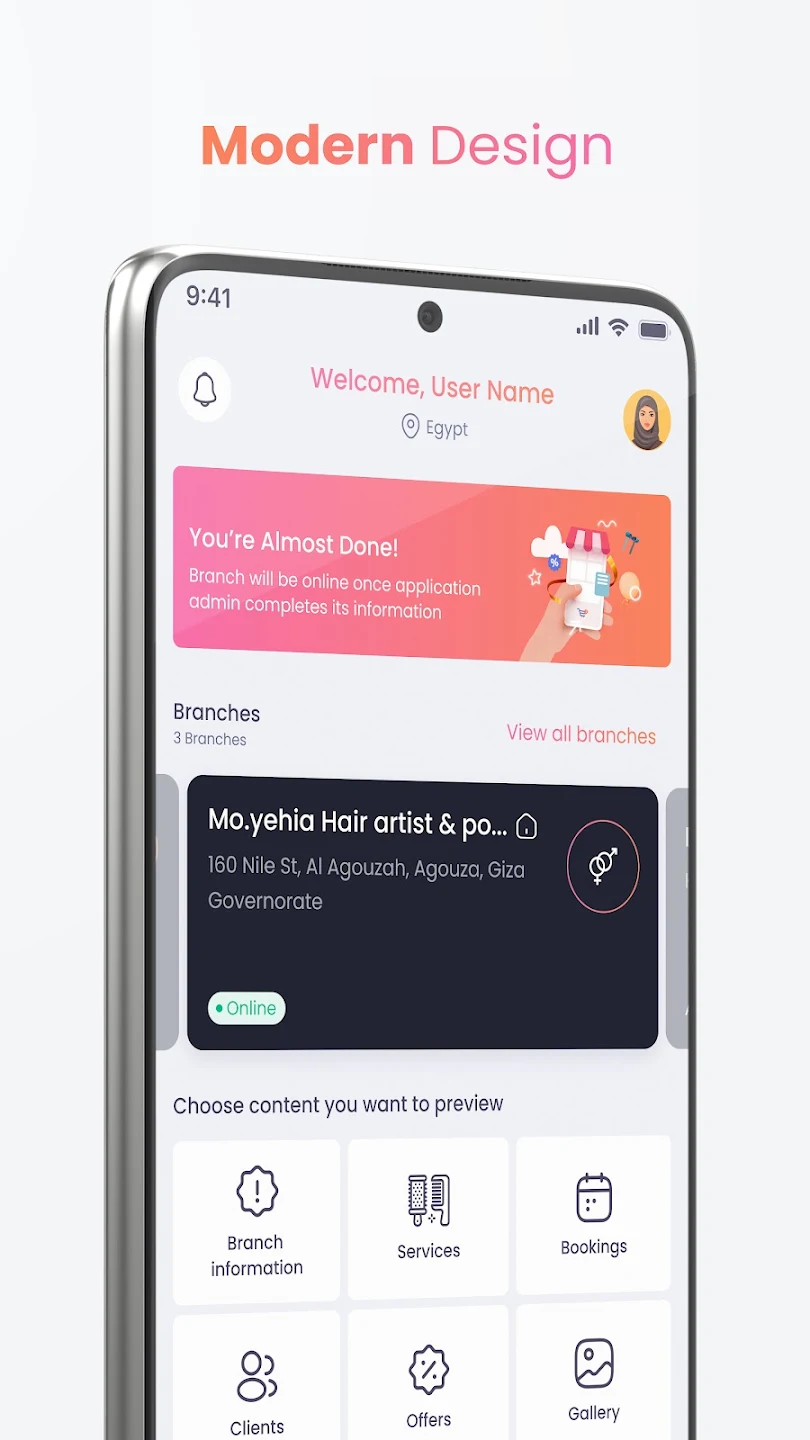 Modern Design
9:41
Welcome, User Name
Egypt
You're Almost Done!
Branch will be online once application
admin completes its information
Branches
3 Branches
View all branches
Mo.yehia Hair artist & po...
160 Nile St, Al Agouzah, Agouza, Giza
Governorate
Online
Choose content you want to preview
Branch
information
Services
Bookings
Clients
Offers
Gallery